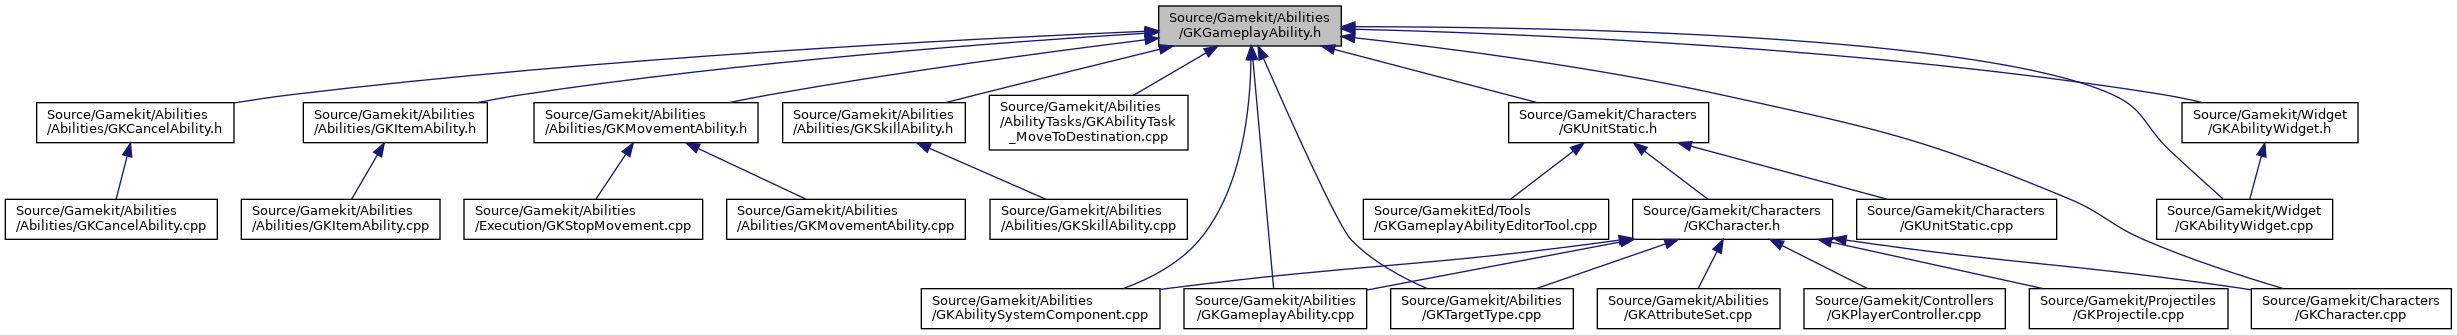 Source/Gamekit/Abilities
/GKGameplayAbility.h
Source/Gamekit/Abilities
/Abilities/GKCancelAbility.h
Source/Gamekit/Abilities
/Abilities/GKItemAbility.h
Source/Gamekit/Abilities
/Abilities/GKMovementAbility.h
Source/Gamekit/Abilities
/Abilities/GKSkillAbility.h
Source/Gamekit/Abilities
/AbilityTasks/GKAbilityTask
_MoveToDestination.cpp
Source/Gamekit/Characters
/GKUnitStatic.h
Source/Gamekit/Widget
/GKAbilityWidget.h
Source/Gamekit/Abilities
/Abilities/GKCancelAbility.cpp
Source/Gamekit/Abilities
/Abilities/GKItemAbility.cpp
Source/Gamekit/Abilities
/Execution/GKStopMovement.cpp
Source/Gamekit/Abilities
/Abilities/GKMovementAbility.cpp
Source/Gamekit/Abilities
/Abilities/GKSkillAbility.cpp
Source/GamekitEd/Tools
/GKGameplayAbilityEditorTool.cpp
Source/Gamekit/Characters
/GKCharacter.h
Source/Gamekit/Characters
/GKUnitStatic.cpp
Source/Gamekit/Widget
/GKAbilityWidget.cpp
Source/Gamekit/Abilities
/GKAbilitySystemComponent.cpp
Source/Gamekit/Abilities
/GKGameplayAbility.cpp
Source/Gamekit/Abilities
/GKTargetType.cpp
Source/Gamekit/Abilities
/GKAttributeSet.cpp
Source/Gamekit/Controllers
/GKPlayerController.cpp
Source/Gamekit/Projectiles
/GKProjectile.cpp
Source/Gamekit/Characters
/GKCharacter.cpp